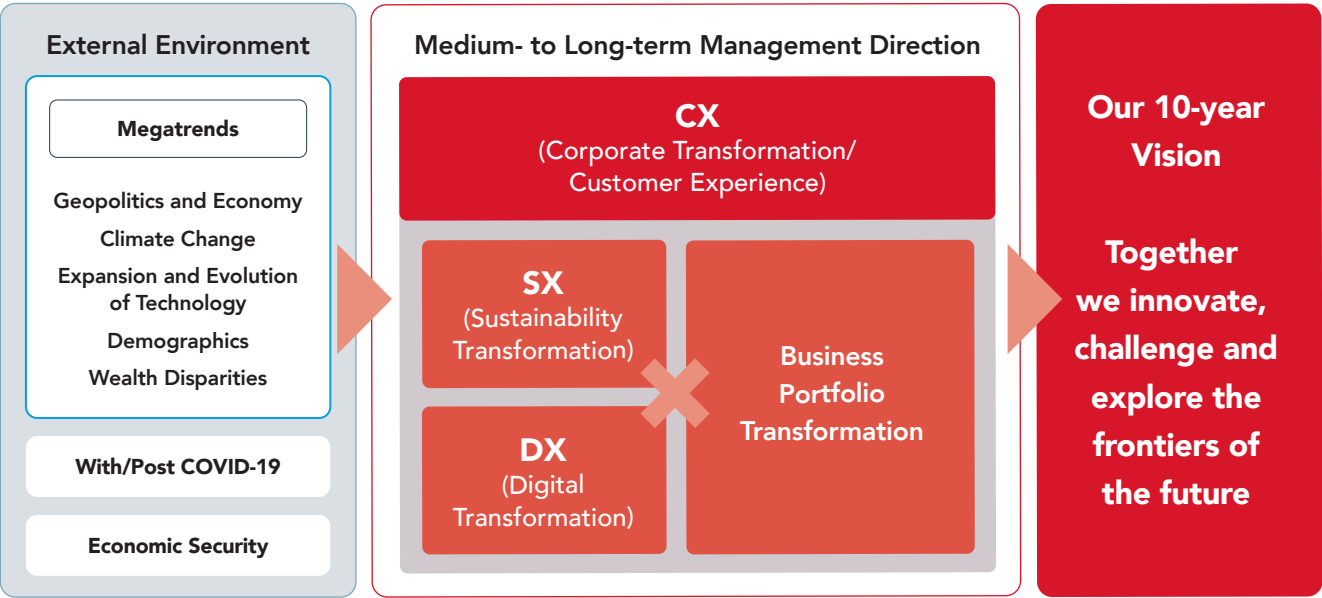 External Environment
Megatrends
Geopolitics and Economy
Climate Change
Expansion and Evolution
of Technology
Demographics
Wealth Disparities
With/Post COVID-19
Economic Security
Medium- to Long-term Management Direction
CX
(Corporate Transformation/
Customer Experience)
SX
(Sustainability
Transformation)
DX
(Digital
Transformation)
Business
Portfolio
Transformation
Our 10-year
Vision
Together
we innovate,
challenge and
explore the
frontiers of
the future